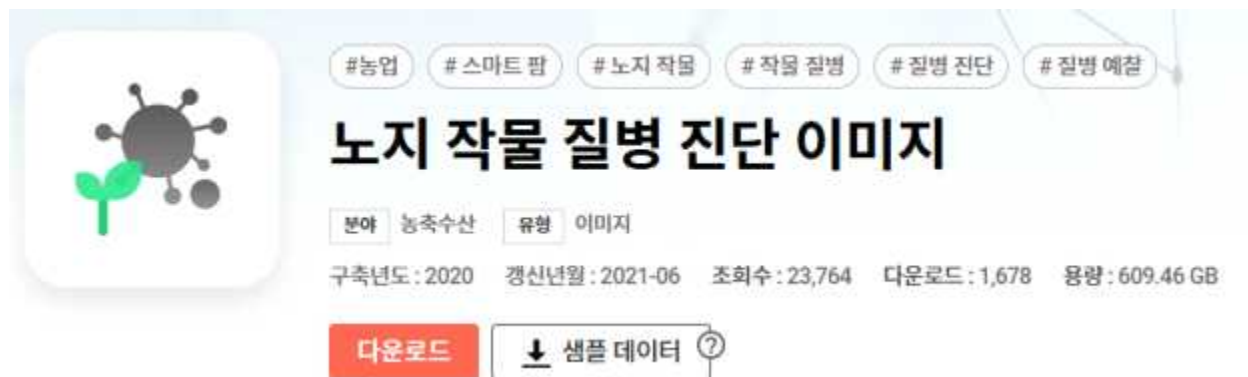 #농업 # 스마트 팜 # 노지 작물 # 작물 질병 # 질병 진단 # 질병 예찰
노지 작물 질병 진단 이미지
분야 농축수산 유형 이미지
구축년도 : 2020 갱신년월 : 2021-06 조회수 : 23,764 다운로드 : 1,678 용량 : 609.46 GB
다운로드 샘플 데이터 ?